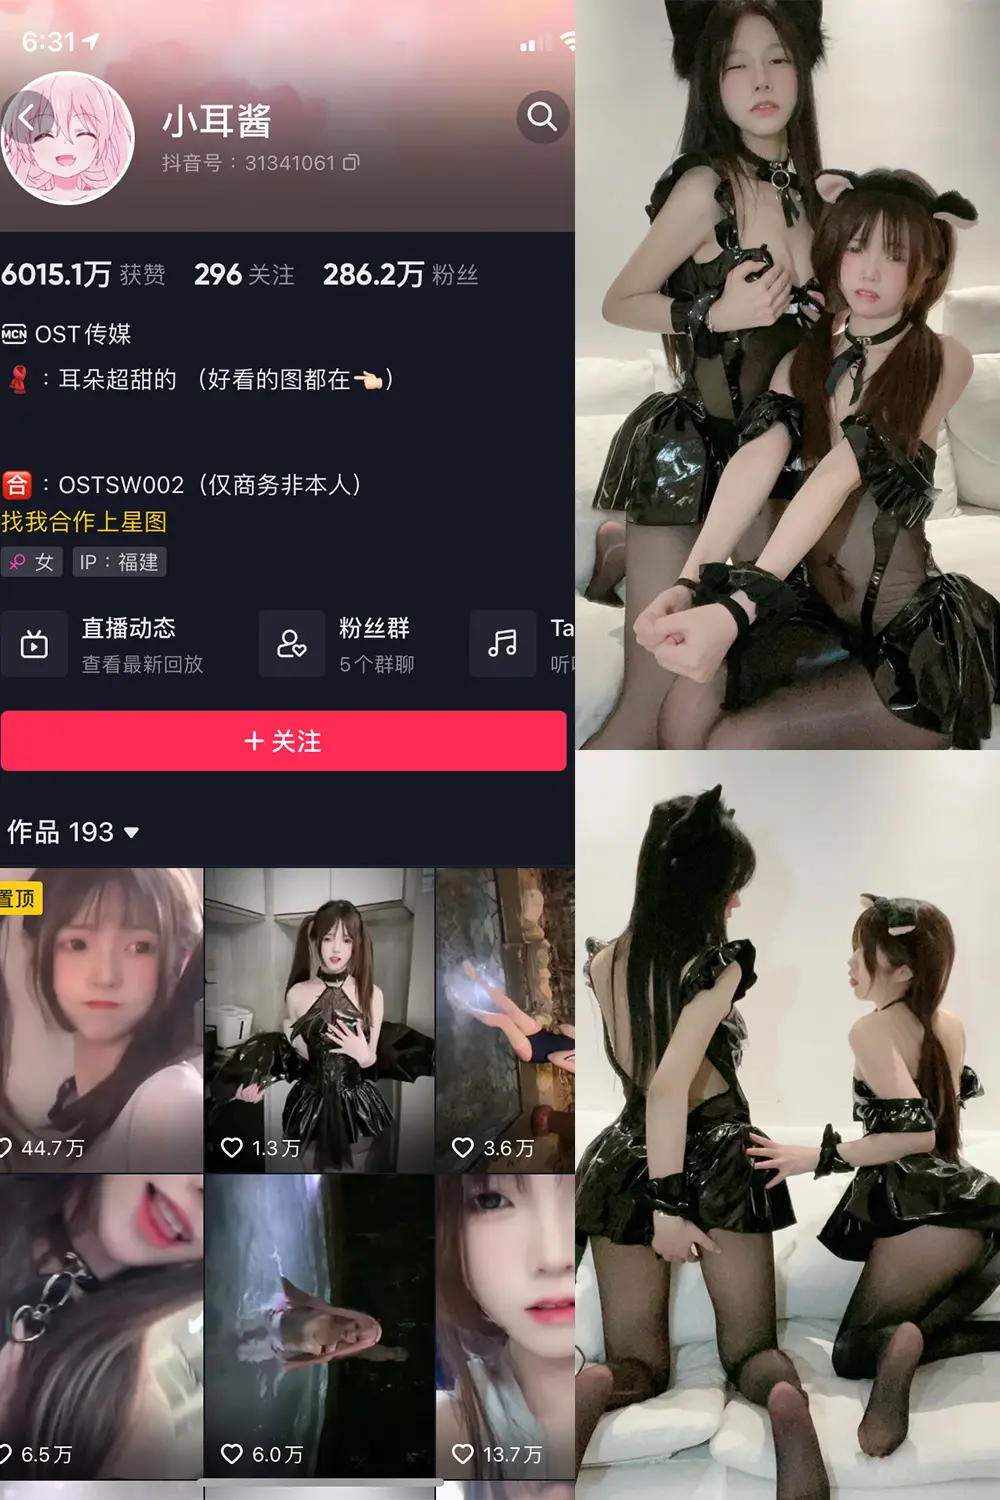 6:31
小耳酱
抖音号：31341061
6015.1万 获赞 296 关注 286.2万 粉丝
MCN OST传媒
：耳朵超甜的 （好看的图都在👈🏻）
合：OSTSW002（仅商务非本人）
找我合作上星图
女 IP：福建
直播动态
查看最新回放
粉丝群
5个群聊
Ta
+ 关注
作品 193
置顶
44.7万
1.3万
3.6万
6.5万
6.0万
13.7万